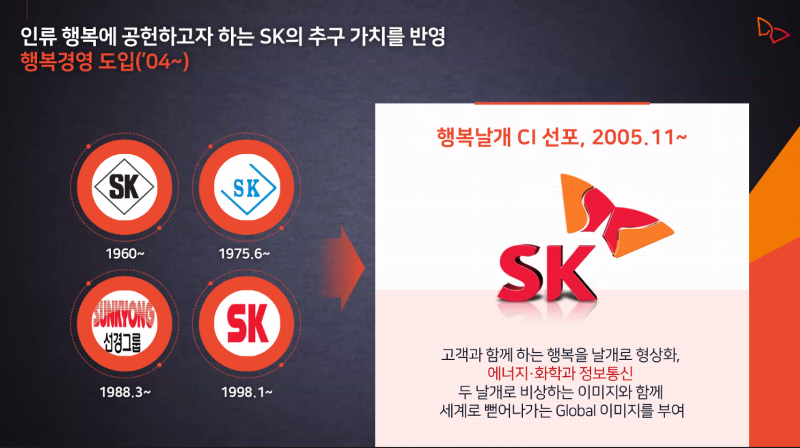 인류 행복에 공헌하고자 하는 SK의 추구 가치를 반영
행복경영 도입('04~)
SK
1960~
SK
1975.6~
SUNKYONG
선경그룹
1988.3~
SK
1998.1~
행복날개 CI 선포, 2005.11~
SK
고객과 함께 하는 행복을 날개로 형상화,
에너지·화학과 정보통신
두 날개로 비상하는 이미지와 함께
세계로 뻗어나가는 Global 이미지를 부여